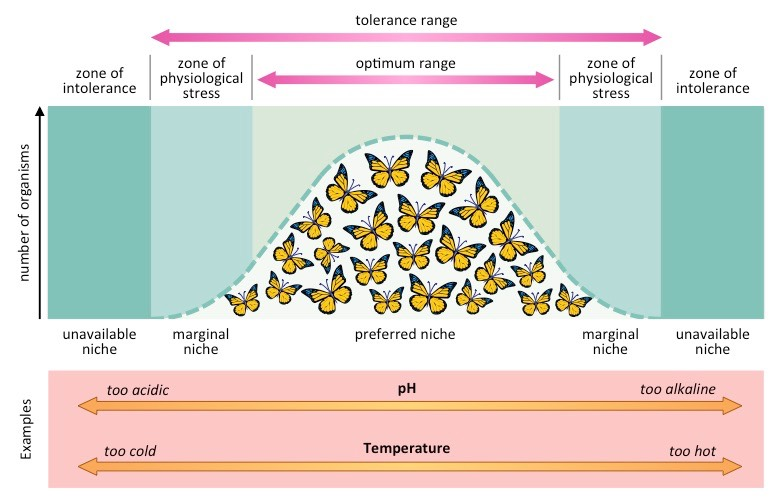 tolerance range
zone of
intolerance
zone of
physiological
stress
optimum range
zone of
physiological
stress
zone of
intolerance
number of organisms
unavailable
niche
marginal
niche
preferred niche
marginal
niche
unavailable
niche
Examples
too acidic
pH
too alkaline
too cold
Temperature
too hot